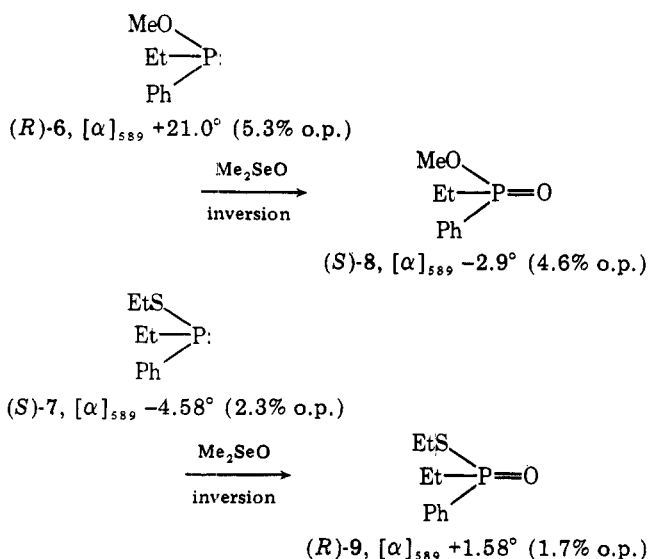 MeO
Et P:
Ph
(R)-6, [α]₅₈₉ +21.0° (5.3% o.p.)
Me₂SeO
inversion
MeO
Et P=O
Ph
(S)-8, [α]₅₈₉ −2.9° (4.6% o.p.)
EtS
Et P:
Ph
(S)-7, [α]₅₈₉ −4.58° (2.3% o.p.)
Me₂SeO
inversion
EtS
Et P=O
Ph
(R)-9, [α]₅₈₉ +1.58° (1.7% o.p.)